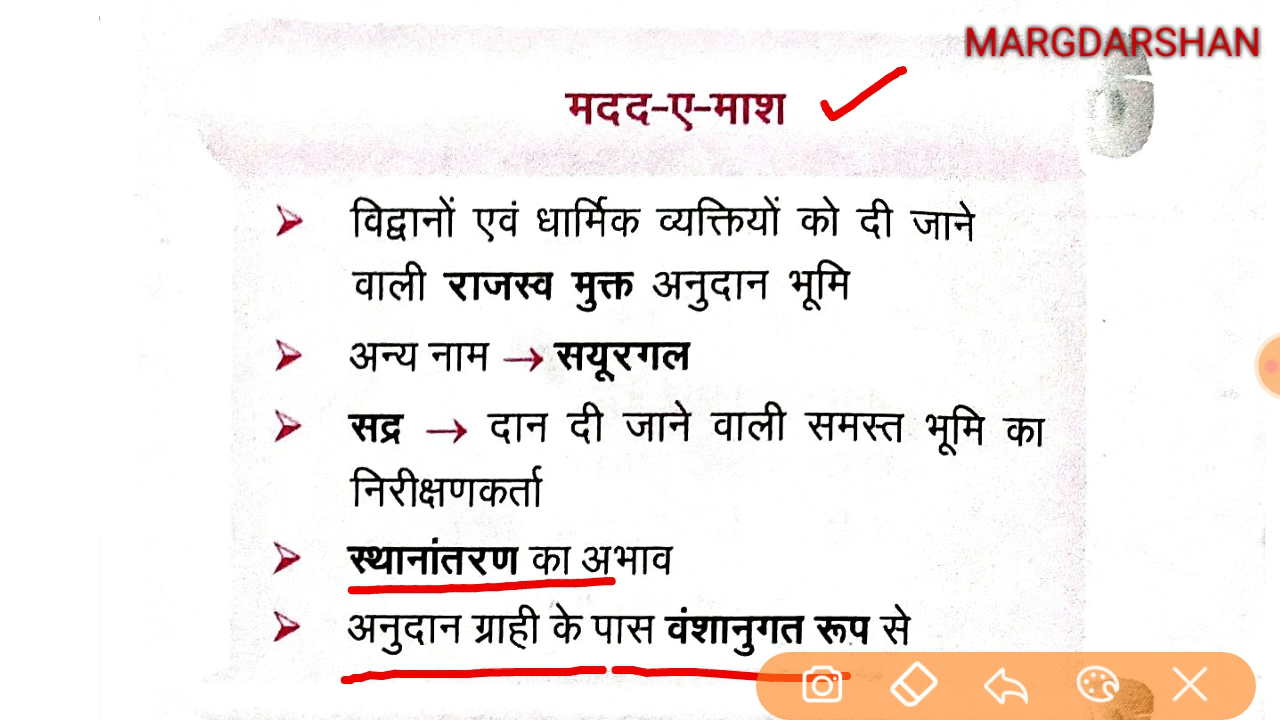 MARGDARSHAN
मदद-ए-माश
➤ विद्वानों एवं धार्मिक व्यक्तियों को दी जाने
वाली राजस्व मुक्त अनुदान भूमि
➤ अन्य नाम → सयूरगल
➤ सद्र → दान दी जाने वाली समस्त भूमि का
निरीक्षणकर्ता
➤ स्थानांतरण का अभाव
➤ अनुदान ग्राही के पास वंशानुगत रूप से